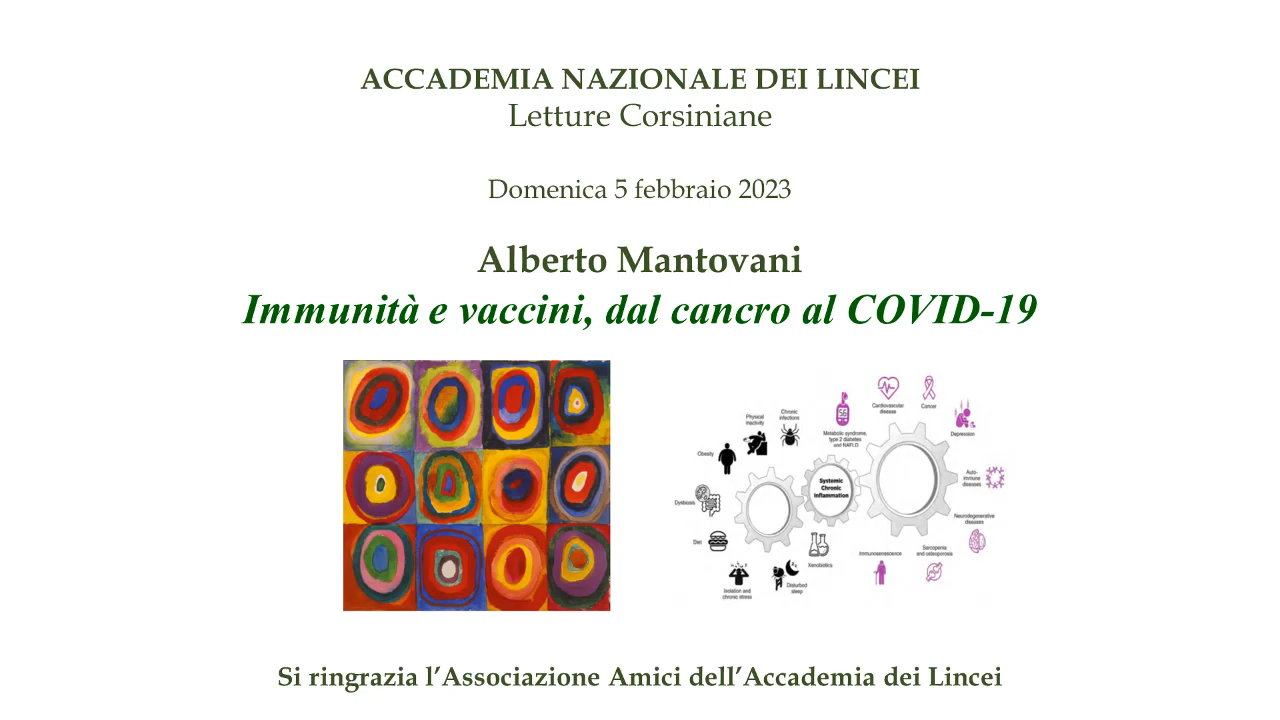 ACCADEMIA NAZIONALE DEI LINCEI
Letture Corsiniane
Domenica 5 febbraio 2023
Alberto Mantovani
Immunità e vaccini, dal cancro al COVID-19
Cardiovascular
disease
Cancer
Chronic
infections
Physical
inactivity
56
Metabolic syndrome,
type 2 diabetes
and NAFLD
Depression
Obesity
Systemic
Chronic
Inflammation
Auto-
immune
diseases
Dysbiosis
Neurodegenerative
diseases
Diet
Xenobiotics
Immunosenescence
Sarcopenia
and osteoporosis
Isolation and
chronic stress
Disturbed
sleep
Si ringrazia l’Associazione Amici dell’Accademia dei Lincei